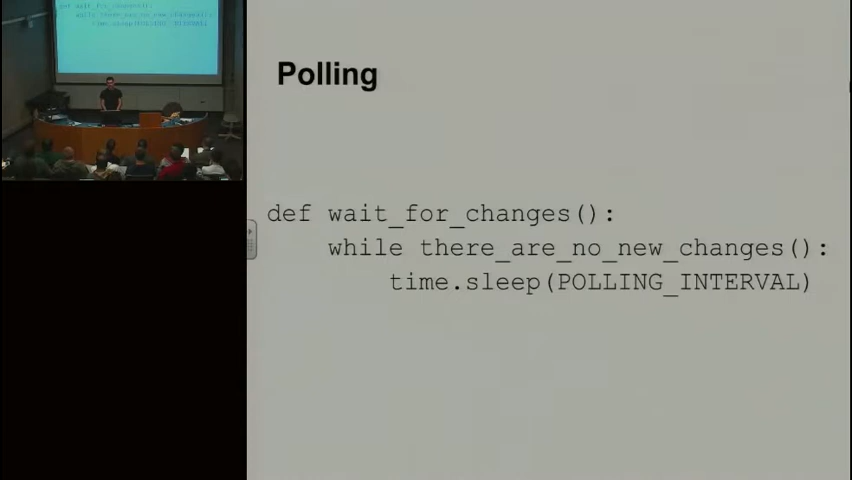 Polling
def wait_for_changes():
while there_are_no_new_changes():
time.sleep(POLLING_INTERVAL)